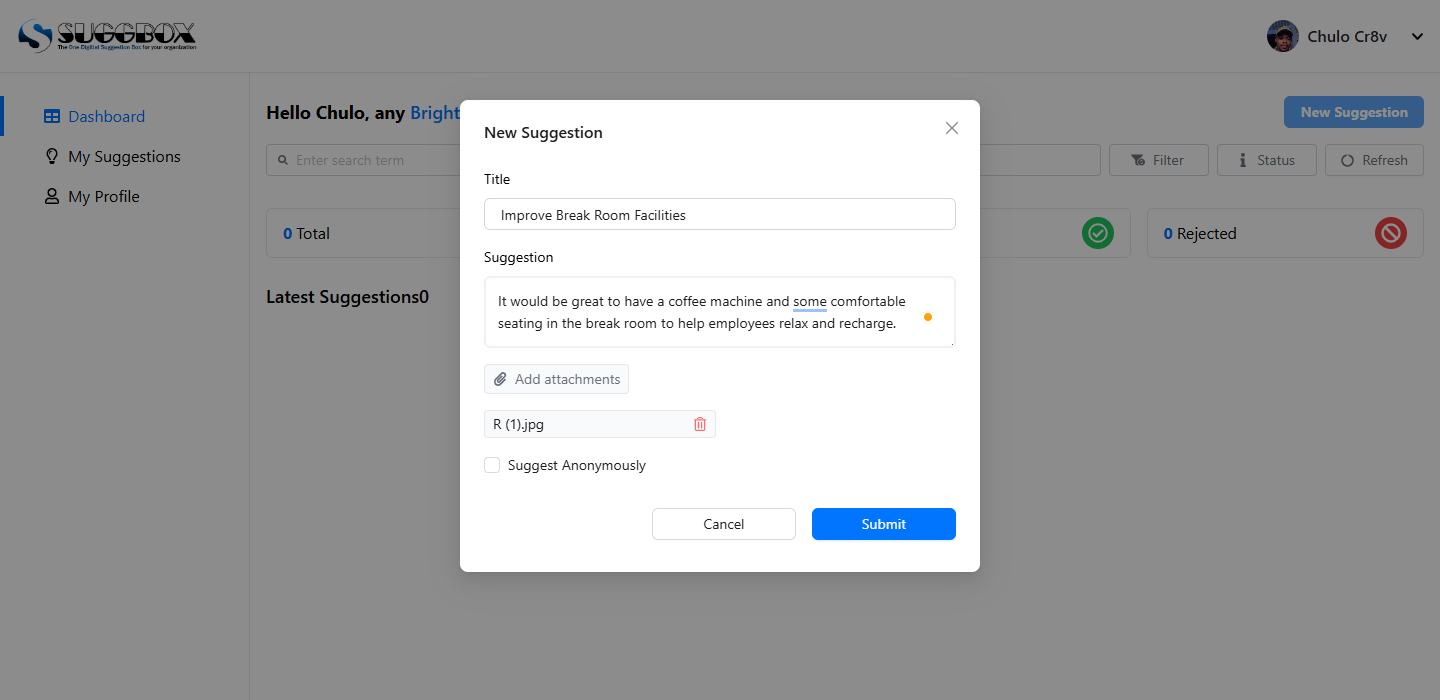 SUGGBOX
The One Digital Suggestion Box for your organization
Chulo Cr8v
Dashboard
My Suggestions
My Profile
Hello Chulo, any Bright
New Suggestion
Enter search term
Filter
Status
Refresh
0 Total
0 Rejected
Latest Suggestions0
New Suggestion
Title
Improve Break Room Facilities
Suggestion
It would be great to have a coffee machine and some comfortable
seating in the break room to help employees relax and recharge.
Add attachments
R (1).jpg
Suggest Anonymously
Cancel
Submit